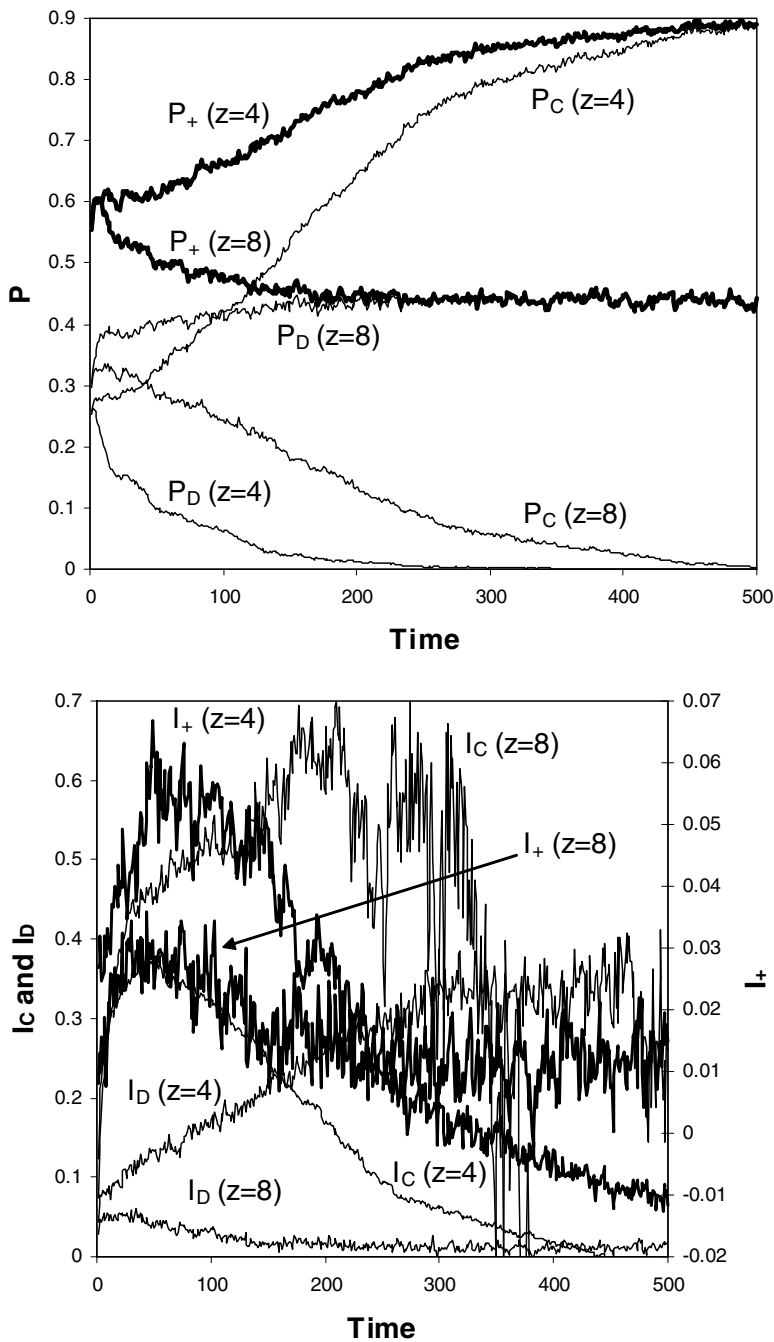 0.9
0.8
0.7
0.6
0.5
0.4
0.3
0.2
0.1
0
P
P+ (z=4)
PC (z=4)
P+ (z=8)
PD (z=8)
PD (z=4)
PC (z=8)
0 100 200 300 400 500
Time
0.7
0.6
0.5
0.4
0.3
0.2
0.1
0
IC and ID
I+ (z=4)
IC (z=8)
I+ (z=8)
ID (z=4)
IC (z=4)
ID (z=8)
0.07
0.06
0.05
0.04
0.03
0.02
0.01
0
-0.01
-0.02
I+
0 100 200 300 400 500
Time